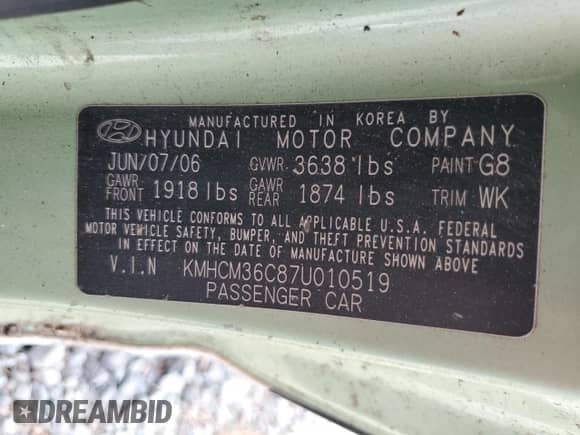 MANUFACTURED IN KOREA BY
HYUNDAI MOTOR COMPANY
JUN/07/06 GVWR 3638 lbs PAINT G8
GAWR FRONT 1918 lbs GAWR REAR 1874 lbs TRIM WK
THIS VEHICLE CONFORMS TO ALL APPLICABLE U.S.A. FEDERAL
MOTOR VEHICLE SAFETY, BUMPER, AND THEFT PREVENTION STANDARDS
IN EFFECT ON THE DATE OF MANUFACTURE SHOWN ABOVE
V.I.N KMHCM36C87U010519
PASSENGER CAR
DREAMBID